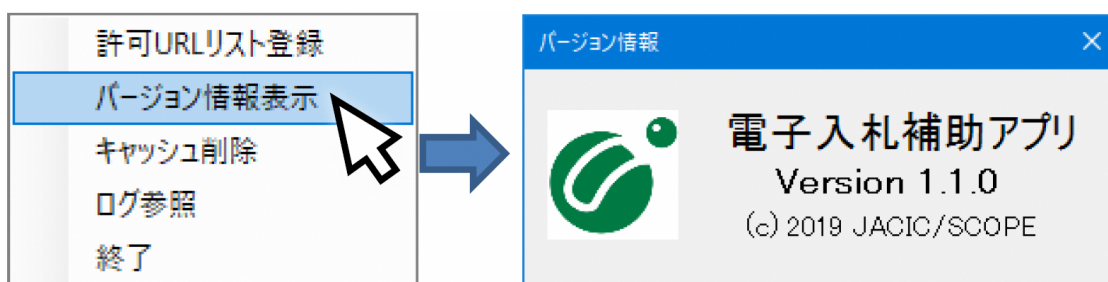 許可URLリスト登録
バージョン情報表示
キャッシュ削除
ログ参照
終了
バージョン情報
電子入札補助アプリ
Version 1.1.0
(c) 2019 JACIC/SCOPE